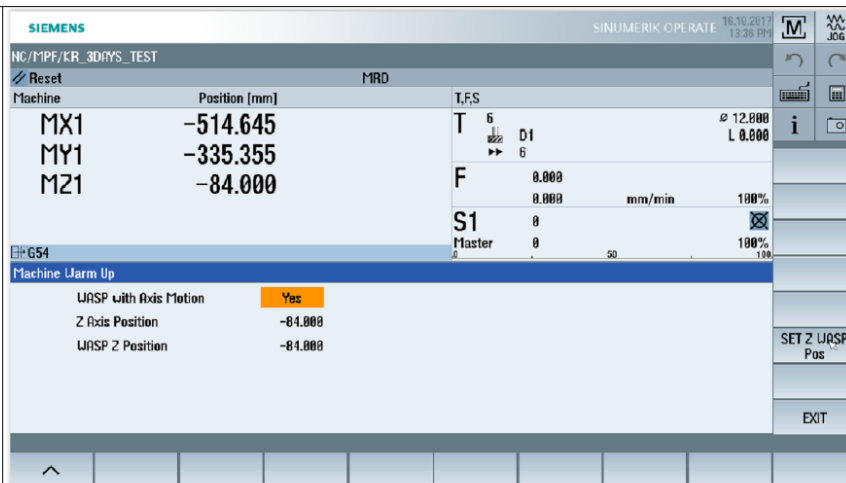 SIEMENS
SINUMERIK OPERATE 10.10.2017
13:36 PM
M
JOG
NC/MPF/KR_3DAYS_TEST
Reset MRD
i
Machine Position [mm]
MX1 -514.645
MY1 -335.355
MZ1 -84.000
G54
T,F,S
T 6 ø 12.000
D1 L 0.000
6
F 0.000
0.000 mm/min 100%
S1 0
Master 0 100%
0 50 100
Machine Warm Up
WASP with Axis Motion Yes
Z Axis Position -84.000
WASP Z Position -84.000
SET Z WASP
Pos
EXIT